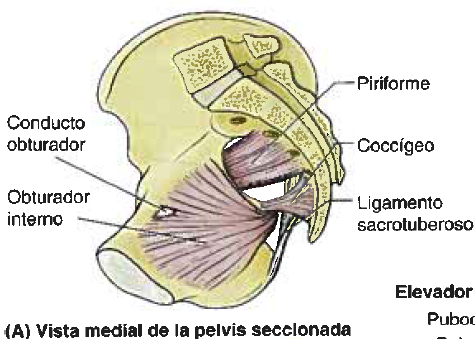 Piriforme
Conducto
obturador
Coccígeo
Obturador
interno
Ligamento
sacrotuberoso
Elevador
(A) Vista medial de la pelvis seccionada